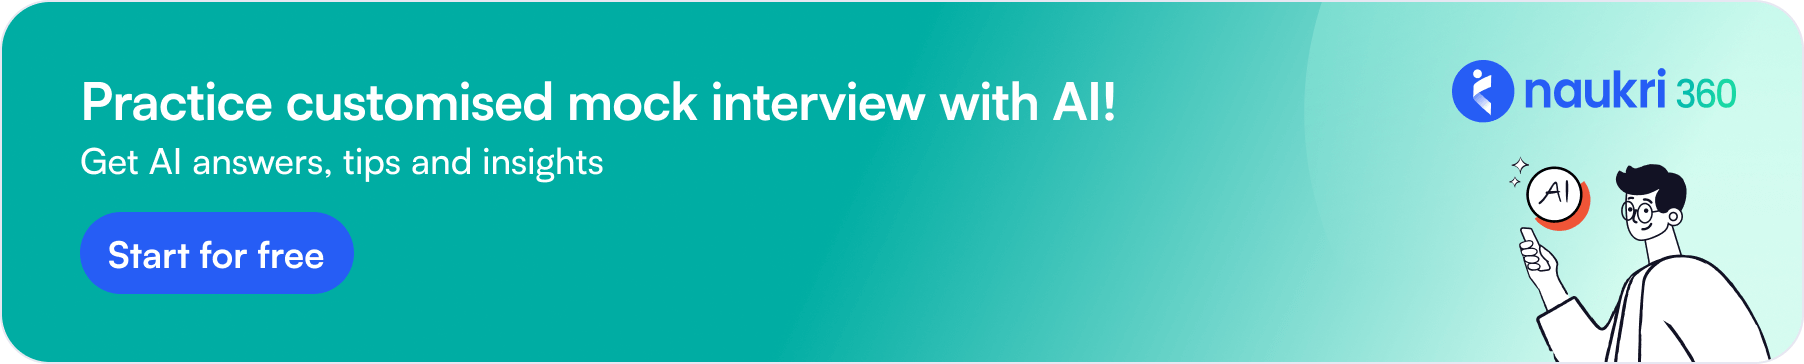 Practice customised mock interview with AI!
Get AI answers, tips and insights
Start for free
naukri 360
AI